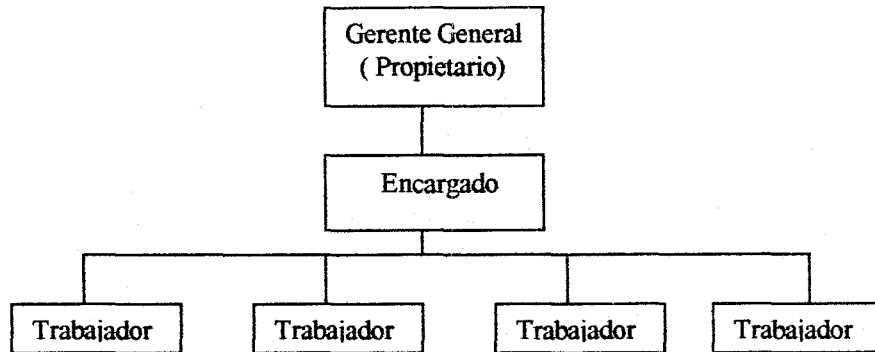 Gerente General
( Propietario)
Encargado
Trabajador
Trabajador
Trabajador
Trabajador